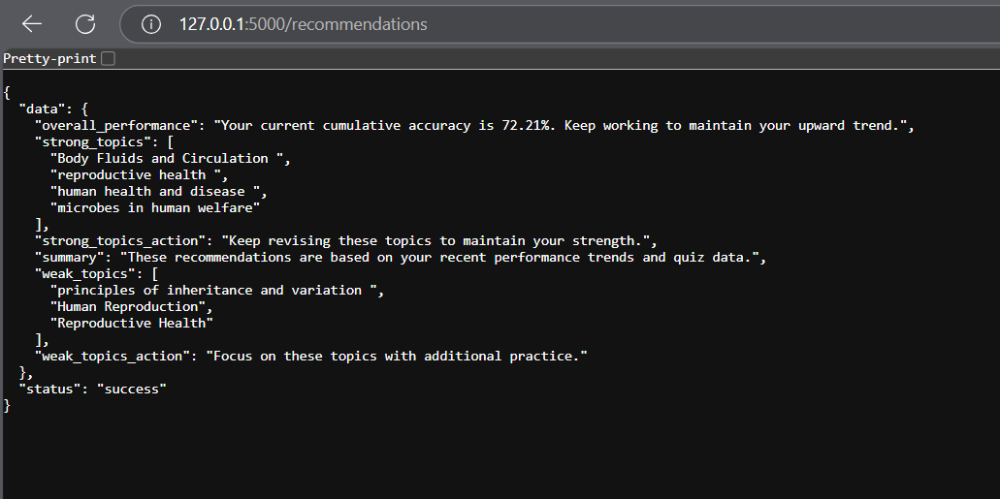 127.0.0.1:5000/recommendations
Pretty-print
{
  "data": {
    "overall_performance": "Your current cumulative accuracy is 72.21%. Keep working to maintain your upward trend.",
    "strong_topics": [
      "Body Fluids and Circulation ",
      "reproductive health ",
      "human health and disease ",
      "microbes in human welfare"
    ],
    "strong_topics_action": "Keep revising these topics to maintain your strength.",
    "summary": "These recommendations are based on your recent performance trends and quiz data.",
    "weak_topics": [
      "principles of inheritance and variation ",
      "Human Reproduction",
      "Reproductive Health"
    ],
    "weak_topics_action": "Focus on these topics with additional practice."
  },
  "status": "success"
}